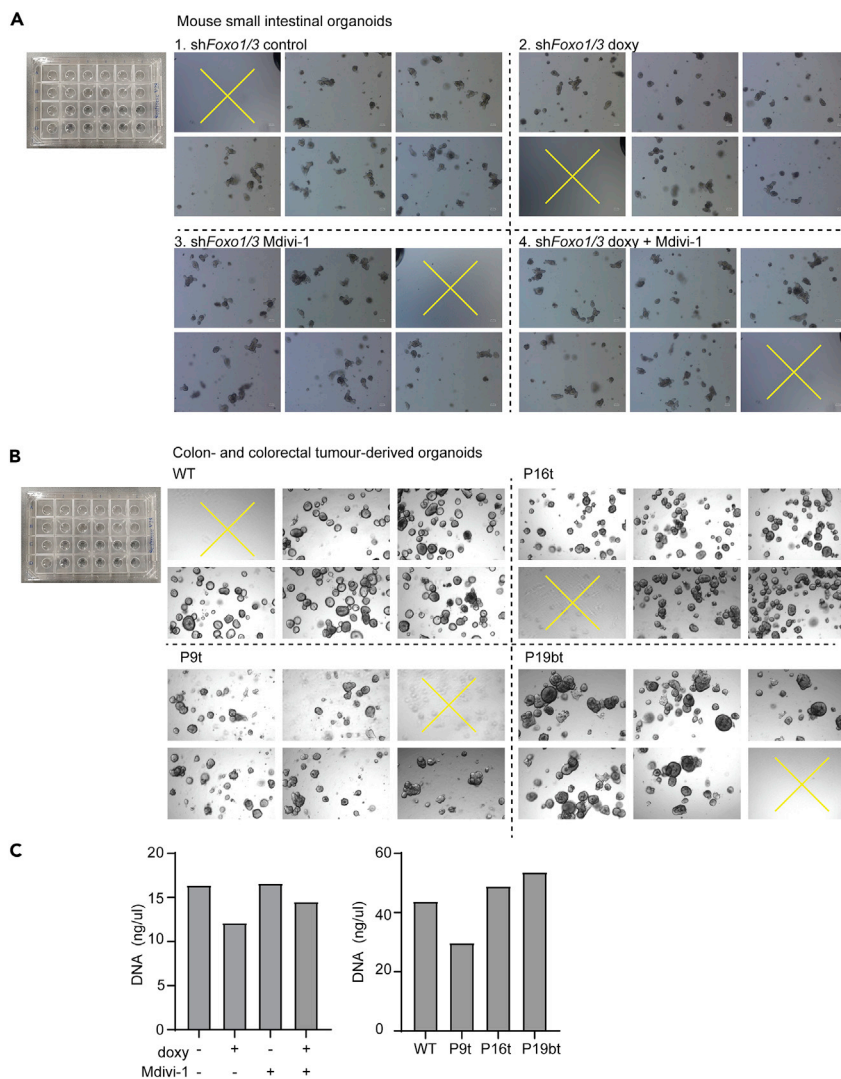 A
Mouse small intestinal organoids
1. shFoxo1/3 control
2. shFoxo1/3 doxy
3. shFoxo1/3 Mdivi-1
4. shFoxo1/3 doxy + Mdivi-1
B
Colon- and colorectal tumour-derived organoids
WT
P16t
P9t
P19bt
C
20
15
10
5
0
DNA (ng/ul)
doxy - + - +
Mdivi-1 - - + +
60
40
20
0
DNA (ng/ul)
WT P9t P16t P19bt